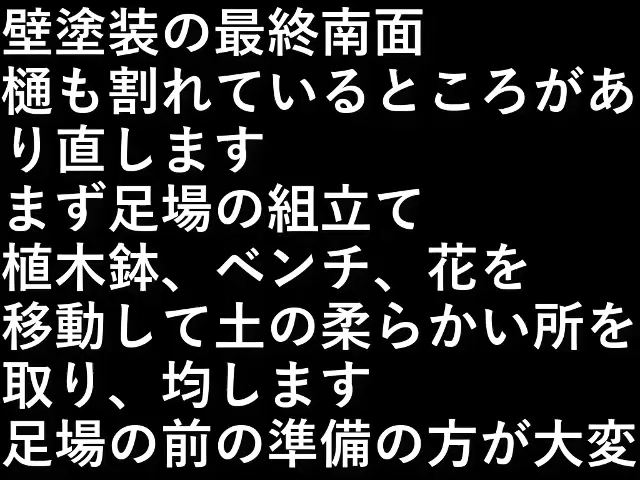 壁塗装の最終南面
樋も割れているところがあ
り直します
まず足場の組立て
植木鉢、ベンチ、花を
移動して土の柔らかい所を
取り、均します
足場の前の準備の方が大変